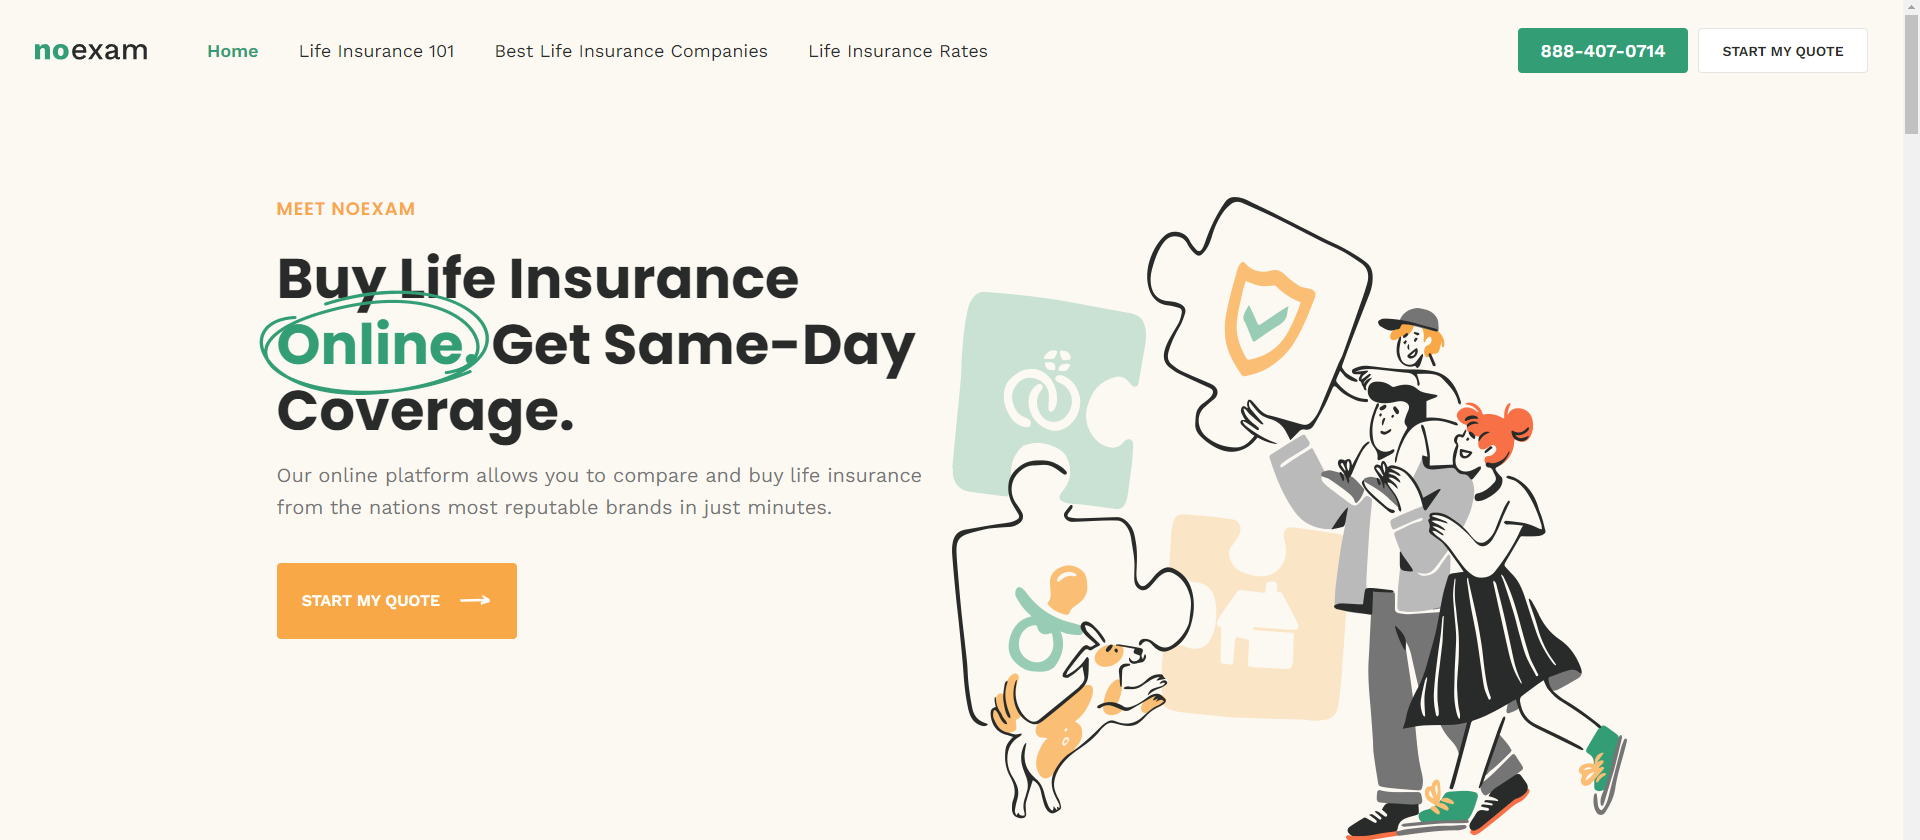 noexam
Home
Life Insurance 101
Best Life Insurance Companies
Life Insurance Rates
888-407-0714
START MY QUOTE
MEET NOEXAM
Buy Life Insurance
Online, Get Same-Day
Coverage.
Our online platform allows you to compare and buy life insurance
from the nations most reputable brands in just minutes.
START MY QUOTE